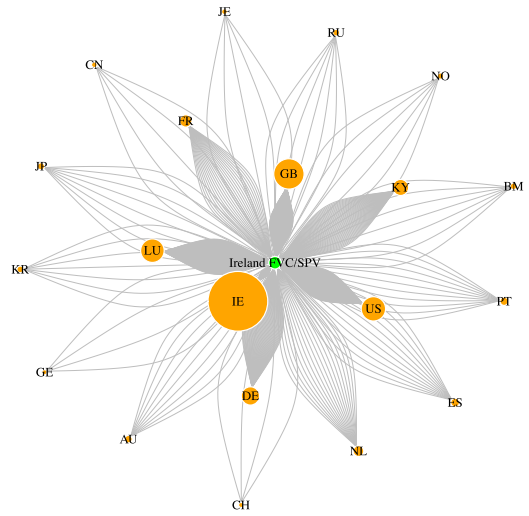 JE
RU
CN
NO
FR
JP
GB
KY
BM
LU
Ireland FVC/SPV
KR
IE
US
PT
GE
DE
ES
AU
NL
CH